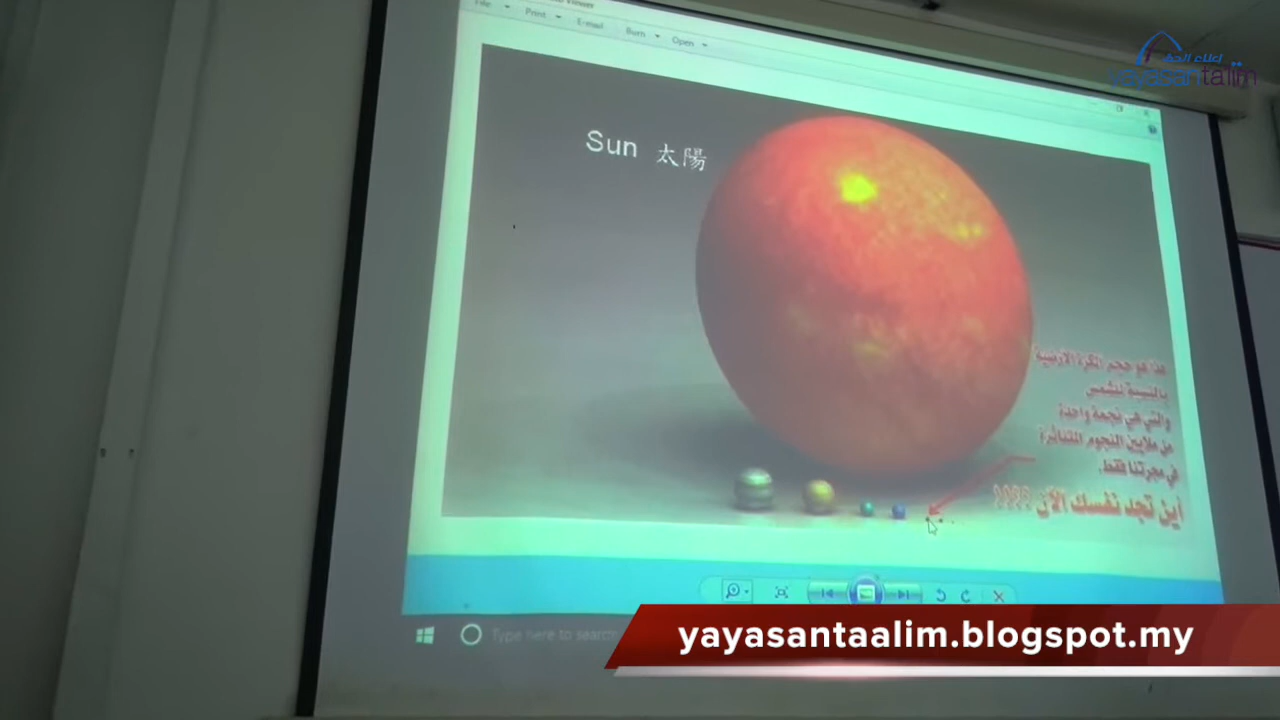 File Print E-mail Burn Open
إعلاء الحق
yayasantaalim
Sun 太陽
هذا هو حجم الكرة الأرضية
بالنسبة للشمس
والتي هي نجمة واحدة
من ملايين النجوم المتناثرة
في مجرتنا فقط.
أين تجد نفسك الآن ؟؟؟؟
Type here to search
yayasantaalim.blogspot.my